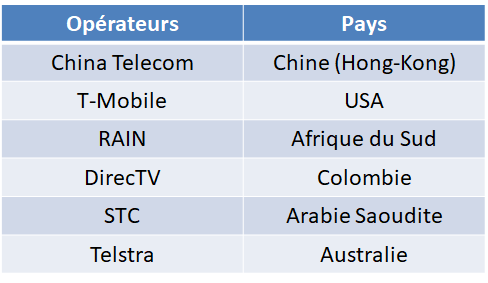 Opérateurs Pays
China Telecom Chine (Hong-Kong)
T-Mobile USA
RAIN Afrique du Sud
DirecTV Colombie
STC Arabie Saoudite
Telstra Australie